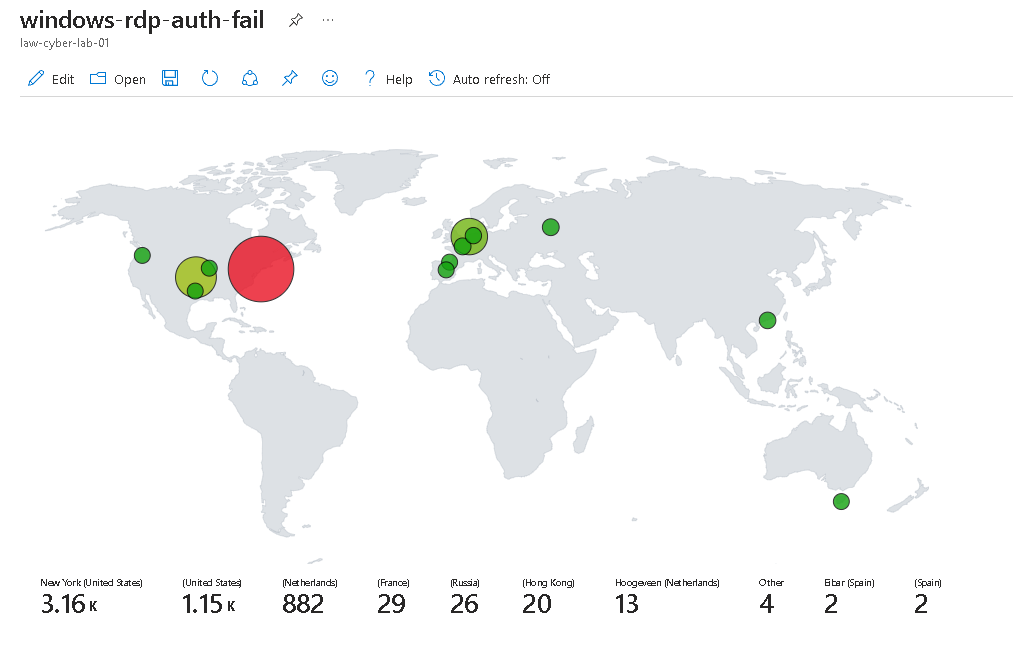 windows-rdp-auth-fail ...
law-cyber-lab-01
Edit Open ? Help Auto refresh: Off
New York (United States) (United States) (Netherlands) (France) (Russia) (Hong Kong) Hoogeveen (Netherlands) Other Eibar (Spain) (Spain)
3.16 K 1.15 K 882 29 26 20 13 4 2 2